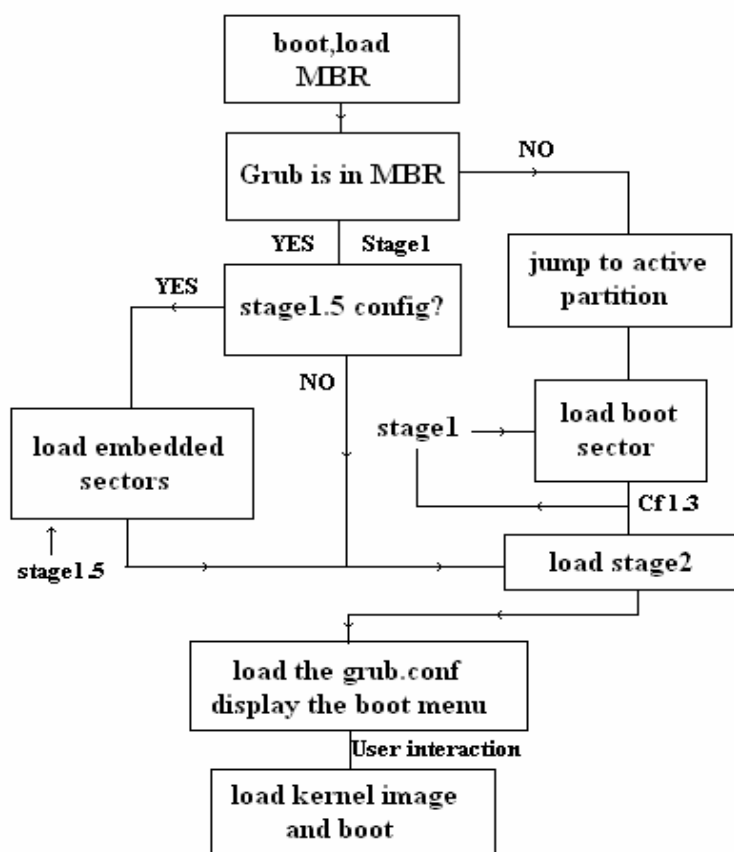 boot,load
MBR
Grub is in MBR
NO
YES
Stage1
jump to active
partition
YES
stage1.5 config?
NO
load boot
sector
stage1
load embedded
sectors
Cf1.3
stage1.5
load stage2
load the grub.conf
display the boot menu
User interaction
load kernel image
and boot